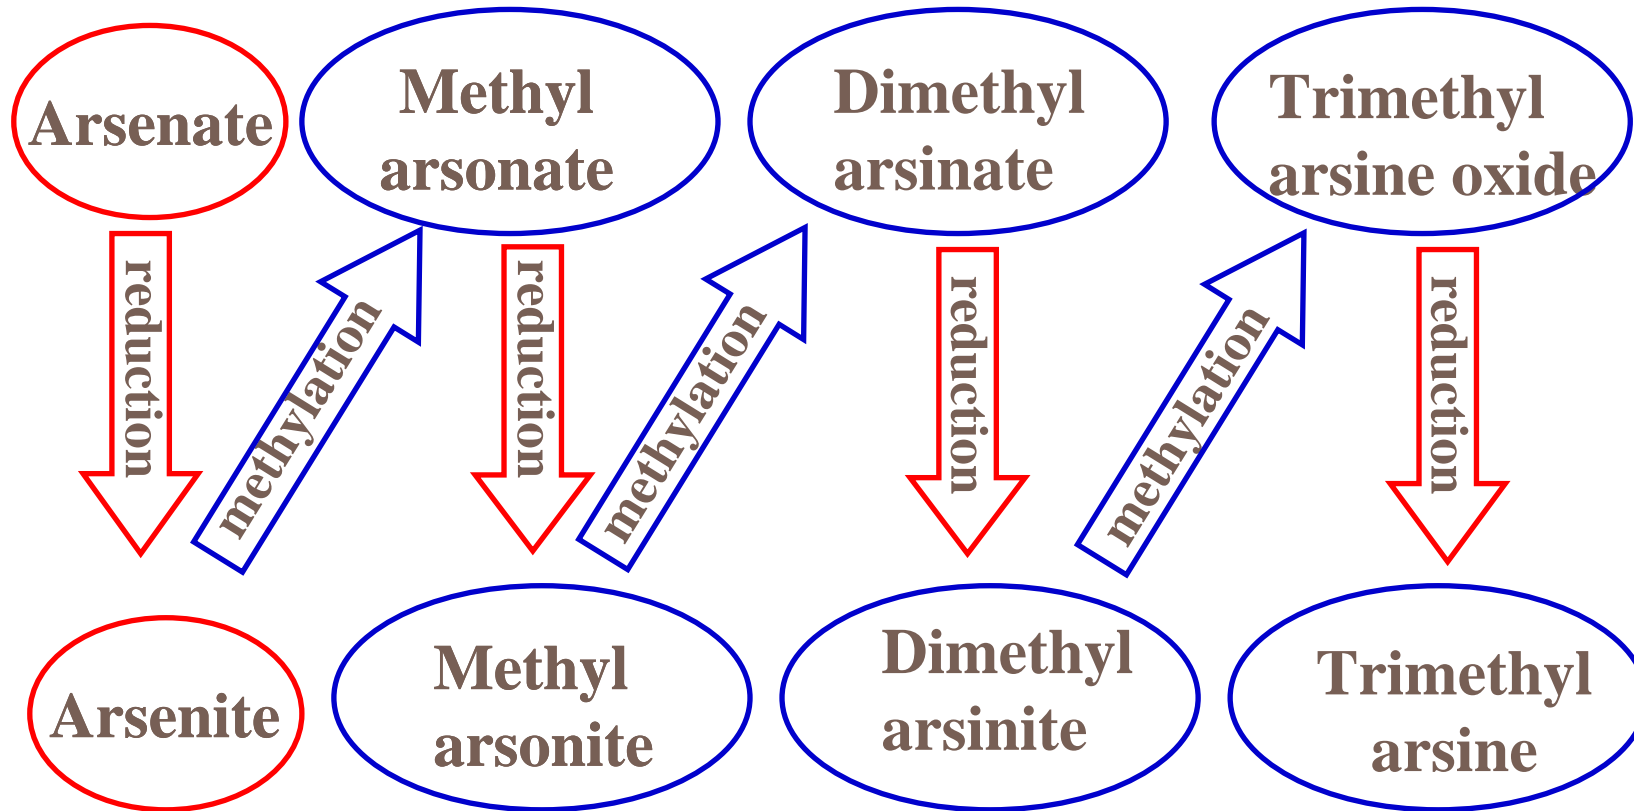 Arsenate
Methyl
arsonate
Dimethyl
arsinate
Trimethyl
arsine oxide
reduction
methylation
reduction
methylation
reduction
methylation
reduction
Arsenite
Methyl
arsonite
Dimethyl
arsinite
Trimethyl
arsine